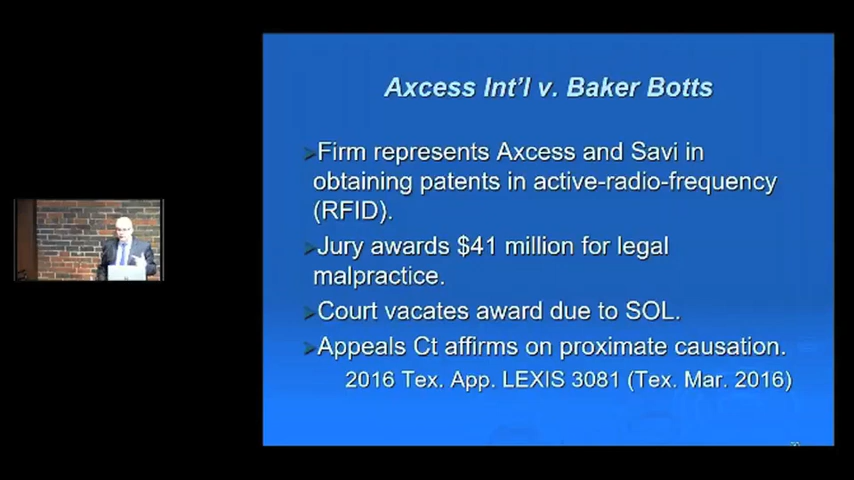 Axcess Int'l v. Baker Botts
Firm represents Axcess and Savi in
obtaining patents in active-radio-frequency
(RFID).
Jury awards $41 million for legal
malpractice.
Court vacates award due to SOL.
Appeals Ct affirms on proximate causation.
2016 Tex. App. LEXIS 3081 (Tex. Mar. 2016)